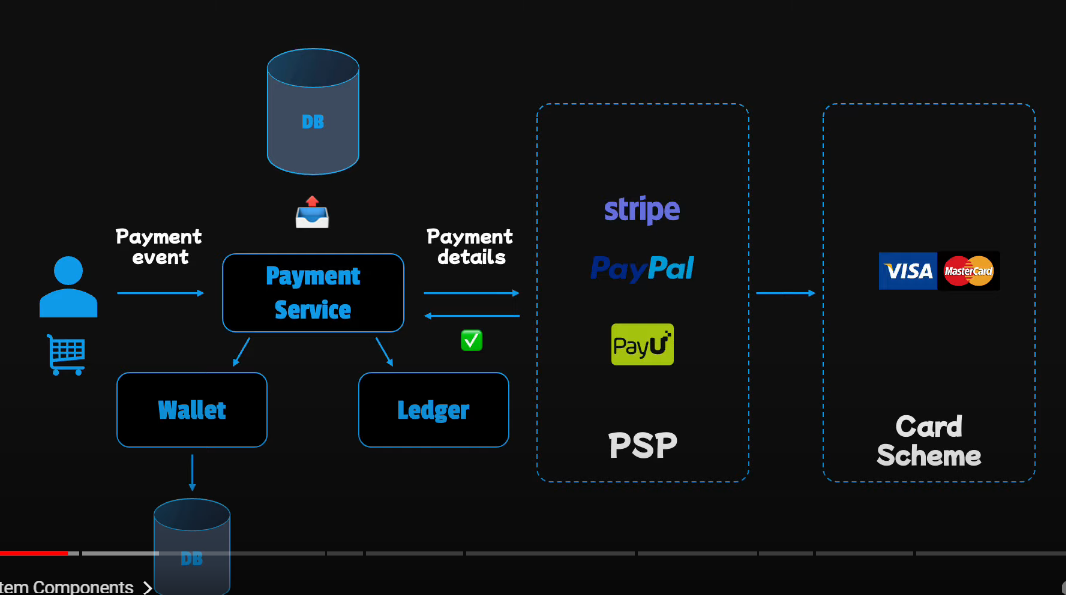 DB
Payment
event
Payment
Service
Payment
details
stripe
PayPal
VISA
MasterCard
PayU
Wallet
Ledger
PSP
Card
Scheme
DB
tem Components